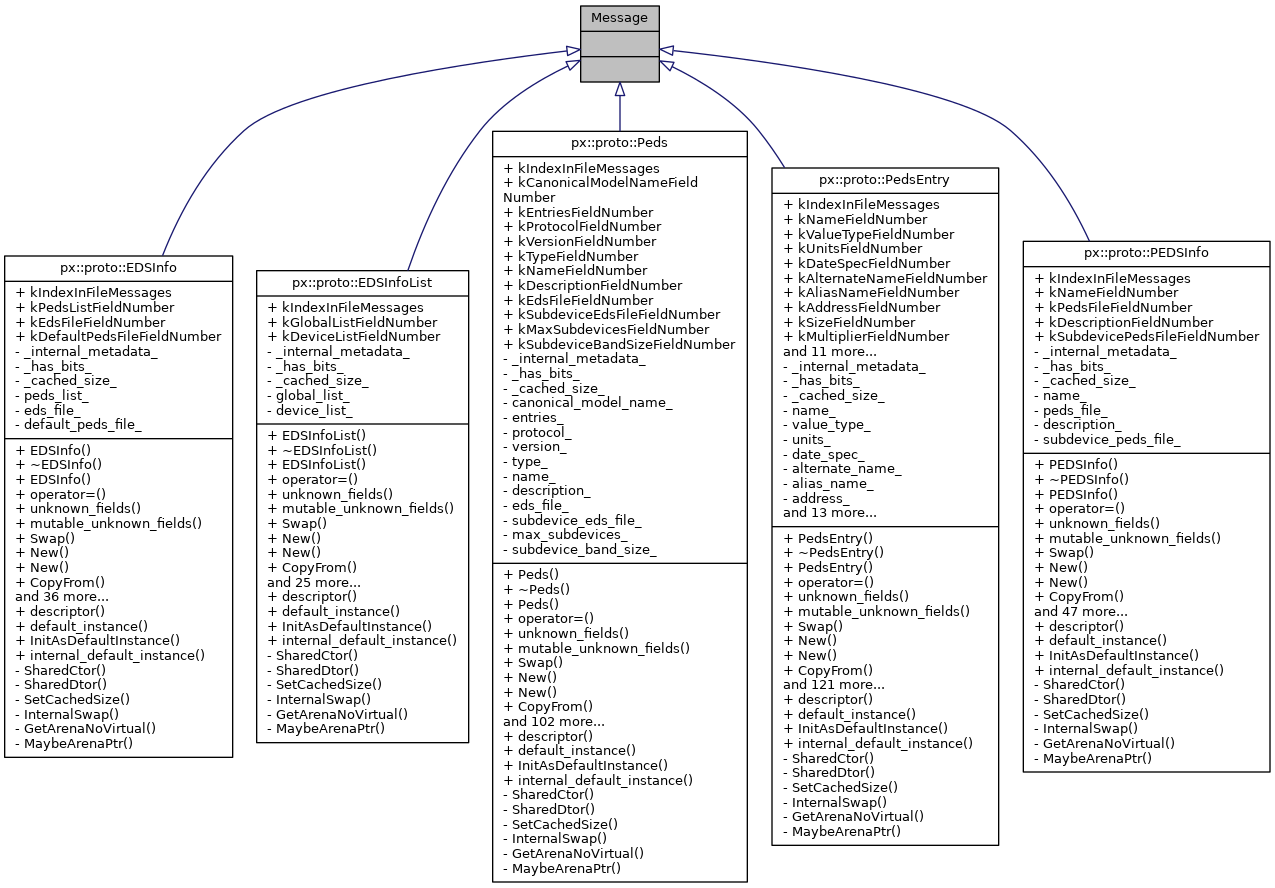 Message
px::proto::EDSInfo
+ kIndexInFileMessages
+ kPedsListFieldNumber
+ kEdsFileFieldNumber
+ kDefaultPedsFileFieldNumber
- _internal_metadata_
- _has_bits_
- _cached_size_
- peds_list_
- eds_file_
- default_peds_file_
+ EDSInfo()
+ ~EDSInfo()
+ EDSInfo()
+ operator=()
+ unknown_fields()
+ mutable_unknown_fields()
+ Swap()
+ New()
+ New()
+ CopyFrom()
and 36 more...
+ descriptor()
+ default_instance()
+ InitAsDefaultInstance()
+ internal_default_instance()
- SharedCtor()
- SharedDtor()
- SetCachedSize()
- InternalSwap()
- GetArenaNoVirtual()
- MaybeArenaPtr()
px::proto::EDSInfoList
+ kIndexInFileMessages
+ kGlobalListFieldNumber
+ kDeviceListFieldNumber
- _internal_metadata_
- _has_bits_
- _cached_size_
- global_list_
- device_list_
+ EDSInfoList()
+ ~EDSInfoList()
+ EDSInfoList()
+ operator=()
+ unknown_fields()
+ mutable_unknown_fields()
+ Swap()
+ New()
+ New()
+ CopyFrom()
and 25 more...
+ descriptor()
+ default_instance()
+ InitAsDefaultInstance()
+ internal_default_instance()
- SharedCtor()
- SharedDtor()
- SetCachedSize()
- InternalSwap()
- GetArenaNoVirtual()
- MaybeArenaPtr()
px::proto::Peds
+ kIndexInFileMessages
+ kCanonicalModelNameField
Number
+ kEntriesFieldNumber
+ kProtocolFieldNumber
+ kVersionFieldNumber
+ kTypeFieldNumber
+ kNameFieldNumber
+ kDescriptionFieldNumber
+ kEdsFileFieldNumber
+ kSubdeviceEdsFileFieldNumber
+ kMaxSubdevicesFieldNumber
+ kSubdeviceBandSizeFieldNumber
- _internal_metadata_
- _has_bits_
- _cached_size_
- canonical_model_name_
- entries_
- protocol_
- version_
- type_
- name_
- description_
- eds_file_
- subdevice_eds_file_
- max_subdevices_
- subdevice_band_size_
+ Peds()
+ ~Peds()
+ Peds()
+ operator=()
+ unknown_fields()
+ mutable_unknown_fields()
+ Swap()
+ New()
+ New()
+ CopyFrom()
and 102 more...
+ descriptor()
+ default_instance()
+ InitAsDefaultInstance()
+ internal_default_instance()
- SharedCtor()
- SharedDtor()
- SetCachedSize()
- InternalSwap()
- GetArenaNoVirtual()
- MaybeArenaPtr()
px::proto::PedsEntry
+ kIndexInFileMessages
+ kNameFieldNumber
+ kValueTypeFieldNumber
+ kUnitsFieldNumber
+ kDateSpecFieldNumber
+ kAlternateNameFieldNumber
+ kAliasNameFieldNumber
+ kAddressFieldNumber
+ kSizeFieldNumber
+ kMultiplierFieldNumber
and 11 more...
- _internal_metadata_
- _has_bits_
- _cached_size_
- name_
- value_type_
- units_
- date_spec_
- alternate_name_
- alias_name_
- address_
and 13 more...
+ PedsEntry()
+ ~PedsEntry()
+ PedsEntry()
+ operator=()
+ unknown_fields()
+ mutable_unknown_fields()
+ Swap()
+ New()
+ New()
+ CopyFrom()
and 121 more...
+ descriptor()
+ default_instance()
+ InitAsDefaultInstance()
+ internal_default_instance()
- SharedCtor()
- SharedDtor()
- SetCachedSize()
- InternalSwap()
- GetArenaNoVirtual()
- MaybeArenaPtr()
px::proto::PEDSInfo
+ kIndexInFileMessages
+ kNameFieldNumber
+ kPedsFileFieldNumber
+ kDescriptionFieldNumber
+ kSubdevicePedsFileFieldNumber
- _internal_metadata_
- _has_bits_
- _cached_size_
- name_
- peds_file_
- description_
- subdevice_peds_file_
+ PEDSInfo()
+ ~PEDSInfo()
+ PEDSInfo()
+ operator=()
+ unknown_fields()
+ mutable_unknown_fields()
+ Swap()
+ New()
+ New()
+ CopyFrom()
and 47 more...
+ descriptor()
+ default_instance()
+ InitAsDefaultInstance()
+ internal_default_instance()
- SharedCtor()
- SharedDtor()
- SetCachedSize()
- InternalSwap()
- GetArenaNoVirtual()
- MaybeArenaPtr()